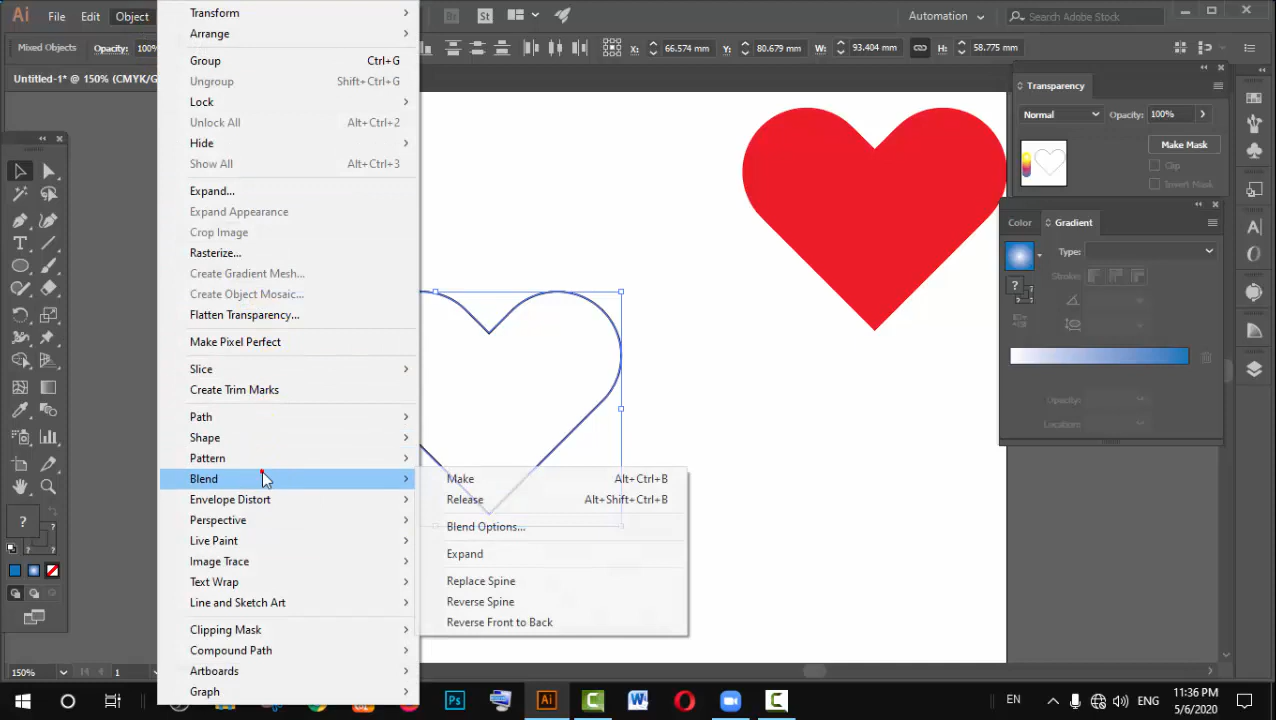 Ai File Edit Object Br St Automation Search Adobe Stock
Mixed Objects Opacity: 100% X: 66.574 mm Y: 80.679 mm W: 93.404 mm H: 58.775 mm
Untitled-1* @ 150% (CMYK/G
Transform
Arrange
Group Ctrl+G
Ungroup Shift+Ctrl+G
Lock
Unlock All Alt+Ctrl+2
Hide
Show All Alt+Ctrl+3
Expand...
Expand Appearance
Crop Image
Rasterize...
Create Gradient Mesh...
Create Object Mosaic...
Flatten Transparency...
Make Pixel Perfect
Slice
Create Trim Marks
Path
Shape
Pattern
Blend
Envelope Distort
Perspective
Live Paint
Image Trace
Text Wrap
Line and Sketch Art
Clipping Mask
Compound Path
Artboards
Graph
Make Alt+Ctrl+B
Release Alt+Shift+Ctrl+B
Blend Options...
Expand
Replace Spine
Reverse Spine
Reverse Front to Back
Transparency
Normal Opacity: 100%
Make Mask
Clip
Invert Mask
Color Gradient
Type:
Stroke:
Opacity:
Locations:
150% 1
Ps Ai EN 11:36 PM
5/6/2020